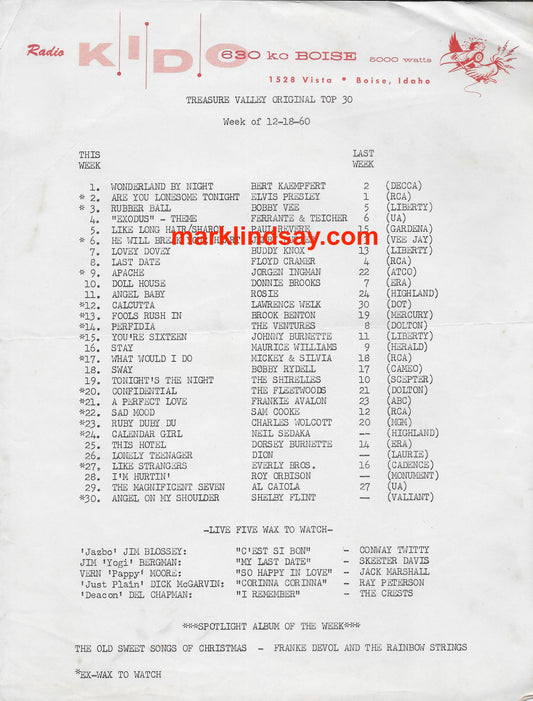 Radio K.I.D.O 630 kc BOISE 5000 watts
1528 Vista • Boise, Idaho
TREASURE VALLEY ORIGINAL TOP 30
Week of 12-18-60
THIS WEEK LAST WEEK
1. WONDERLAND BY NIGHT BERT KAEMPFERT 2 (DECCA)
*2. ARE YOU LONESOME TONIGHT ELVIS PRESLEY 1 (RCA)
*3. RUBBER BALL BOBBY VEE 5 (LIBERTY)
4. "EXODUS" - THEME FERRANTE & TEICHER 6 (UA)
5. LIKE LONG HAIR/SHARON PAUL REVERE 15 (GARDENA)
*6. HE WILL BREAK YOUR HEART (VEE JAY)
marklindsay.com
7. LOVEY DOVEY BUDDY KNOX 13 (LIBERTY)
8. LAST DATE FLOYD CRAMER 4 (RCA)
*9. APACHE JORGEN INGMAN 22 (ATCO)
10. DOLL HOUSE DONNIE BROOKS 7 (ERA)
11. ANGEL BABY ROSIE 24 (HIGHLAND)
*12. CALCUTTA LAWRENCE WELK 30 (DOT)
*13. FOOLS RUSH IN BROOK BENTON 19 (MERCURY)
*14. PERFIDIA THE VENTURES 8 (DOLTON)
*15. YOU'RE SIXTEEN JOHNNY BURNETTE 11 (LIBERTY)
16. STAY MAURICE WILLIAMS 9 (HERALD)
*17. WHAT WOULD I DO MICKEY & SILVIA 18 (RCA)
18. SWAY BOBBY RYDELL 17 (CAMEO)
19. TONIGHT'S THE NIGHT THE SHIRELLES 10 (SCEPTER)
*20. CONFIDENTIAL THE FLEETWOODS 21 (DOLTON)
*21. A PERFECT LOVE FRANKIE AVALON 23 (ABC)
*22. SAD MOOD SAM COOKE 12 (RCA)
*23. RUBY DUBY DU CHARLES WOLCOTT 20 (MGM)
*24. CALENDAR GIRL NEIL SEDAKA -- (HIGHLAND)
25. THIS HOTEL DORSEY BURNETTE 14 (ERA)
26. LONELY TEENAGER DION -- (LAURIE)
*27. LIKE STRANGERS EVERLY BROS. 16 (CADENCE)
28. I'M HURTIN' ROY ORBISON -- (MONUMENT)
29. THE MAGNIFICENT SEVEN AL CAIOLA 27 (UA)
*30. ANGEL ON MY SHOULDER SHELBY FLINT -- (VALIANT)
-LIVE FIVE WAX TO WATCH-
'Jazbo' JIM BLOSSEY: "C'EST SI BON" - CONWAY TWITTY
JIM 'Yogi' BERGMAN: "MY LAST DATE" - SKEETER DAVIS
VERN 'Pappy' MOORE: "SO HAPPY IN LOVE" - JACK MARSHALL
'Just Plain' DICK McGARVIN: "CORINNA CORINNA" - RAY PETERSON
'Deacon' DEL CHAPMAN: "I REMEMBER" - THE CRESTS
***SPOTLIGHT ALBUM OF THE WEEK***
THE OLD SWEET SONGS OF CHRISTMAS - FRANKE DEVOL AND THE RAINBOW STRINGS
*EX-WAX TO WATCH